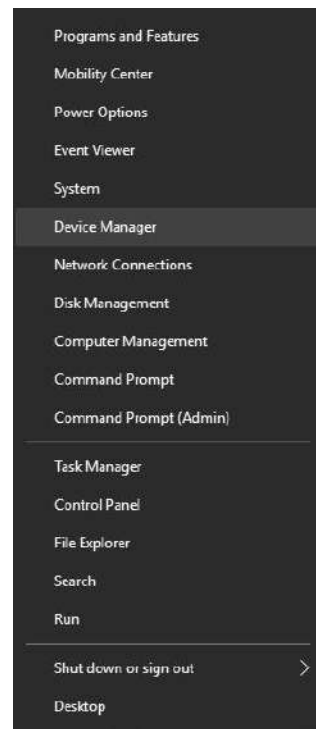 Programs and Features
Mobility Center
Power Options
Event Viewer
System
Device Manager
Network Connections
Disk Management
Computer Management
Command Prompt
Command Prompt (Admin)
Task Manager
Control Panel
File Explorer
Search
Run
Shut down or sign out
Desktop